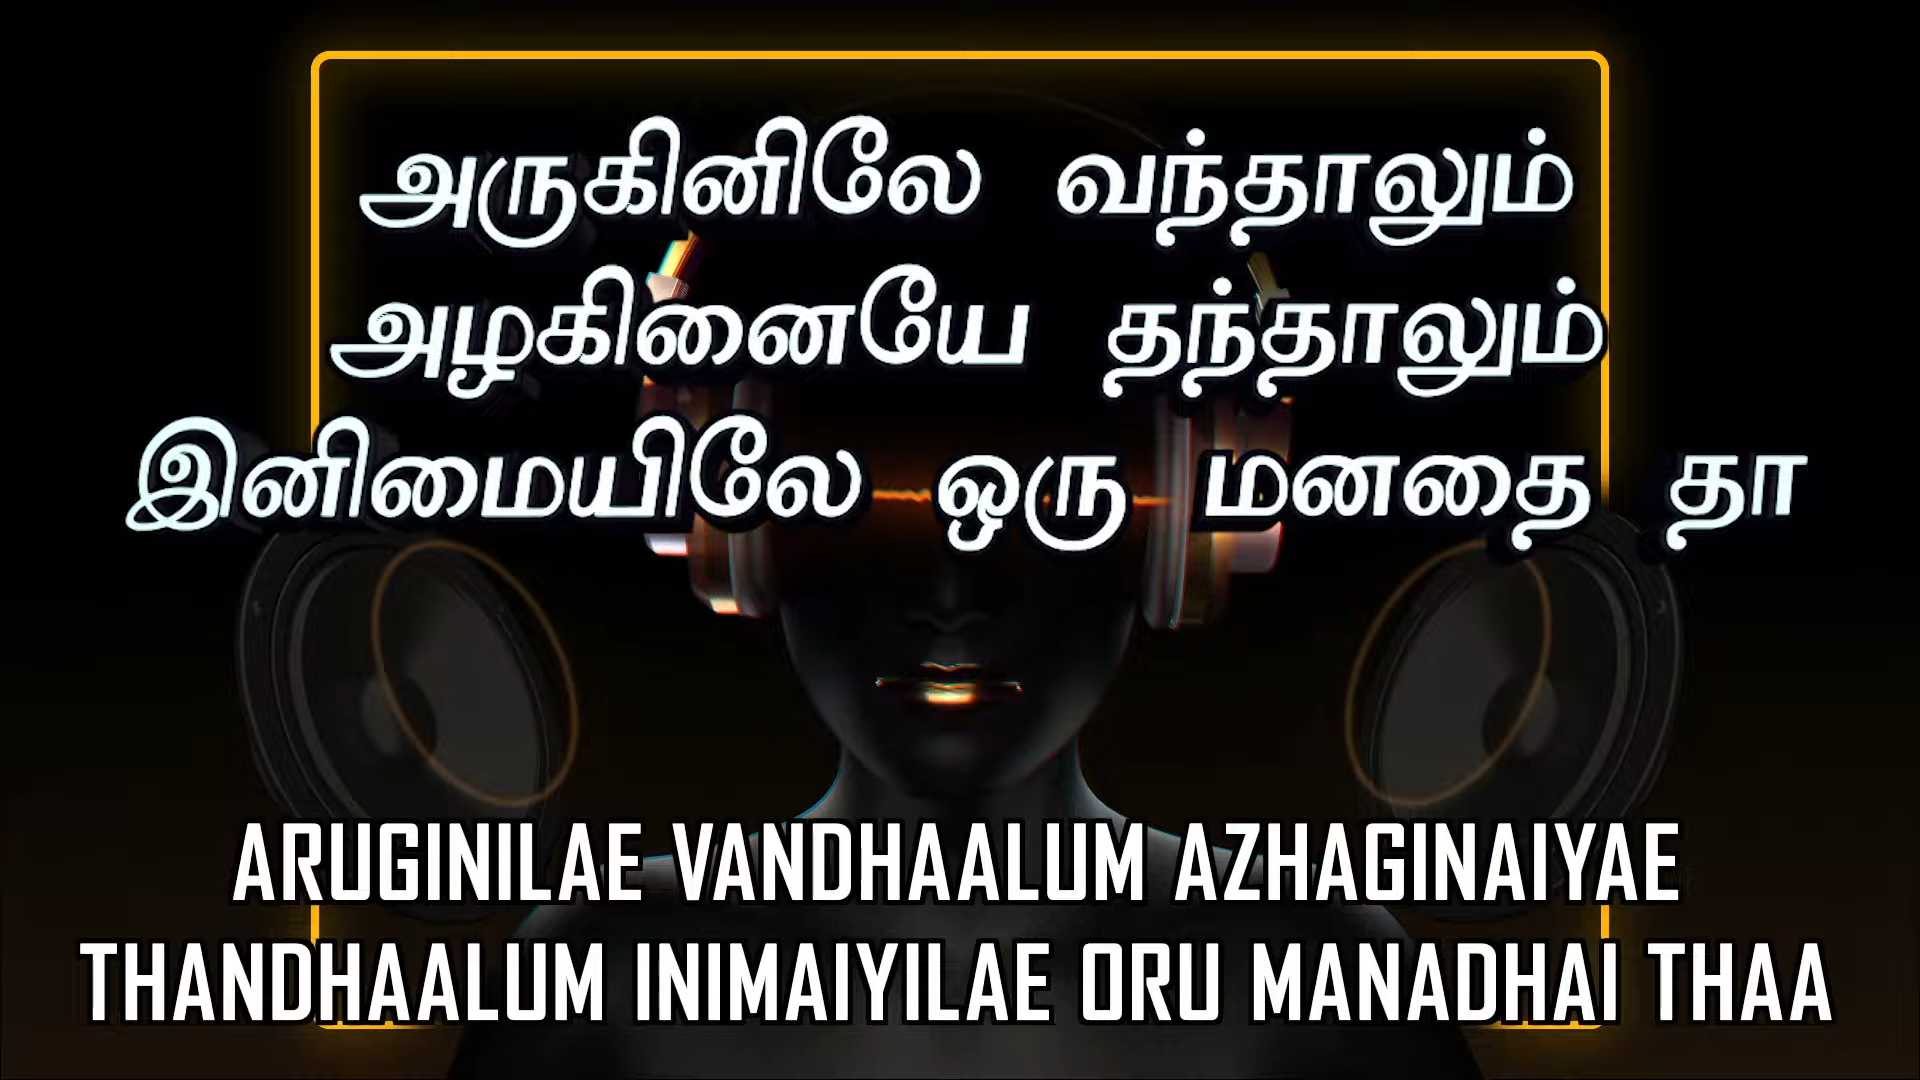 அருகினிலே வந்தாலும்
அழகினையே தந்தாலும்
இனிமையிலே ஒரு மனதை தா
ARUGINILAE VANDHAALUM AZHAGINAIYAE
THANDHAALUM INIMAIYILAE ORU MANADHAI THAA